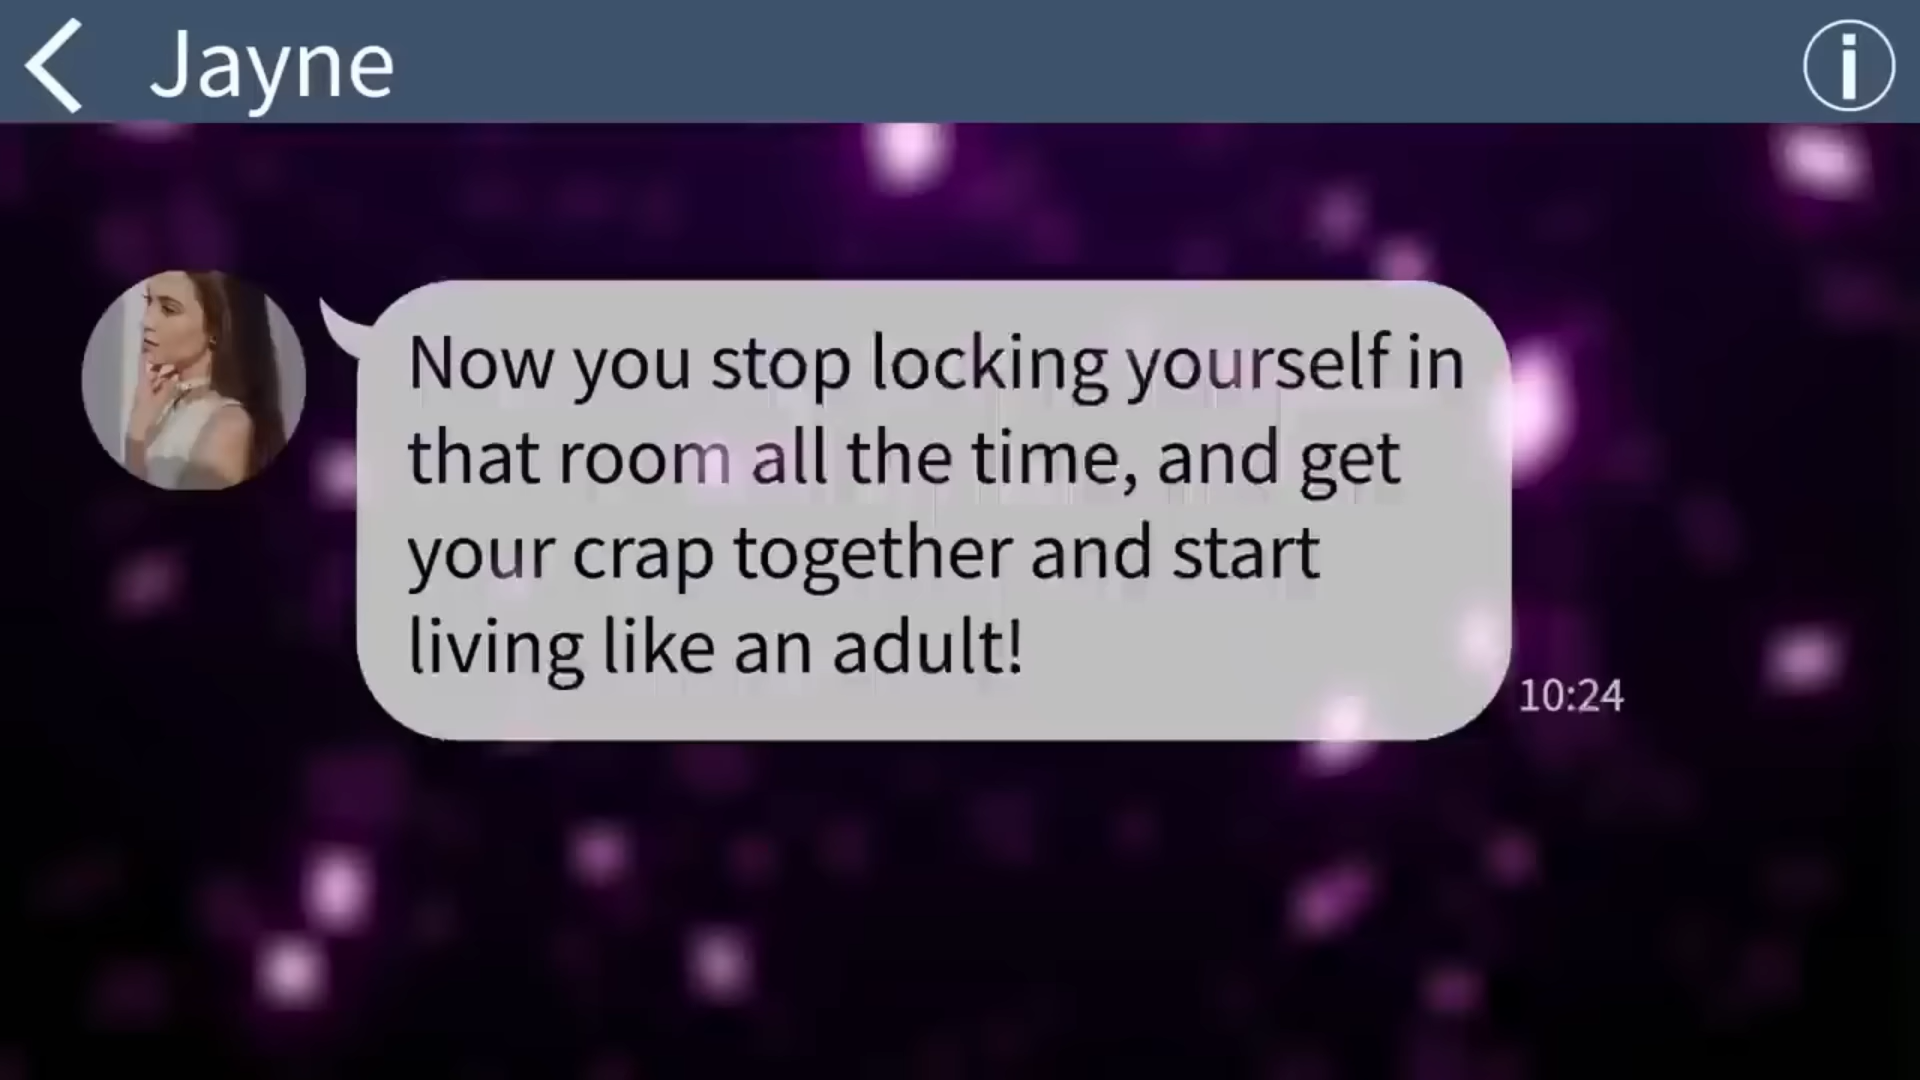 Jayne
Now you stop locking yourself in
that room all the time, and get
your crap together and start
living like an adult!
10:24